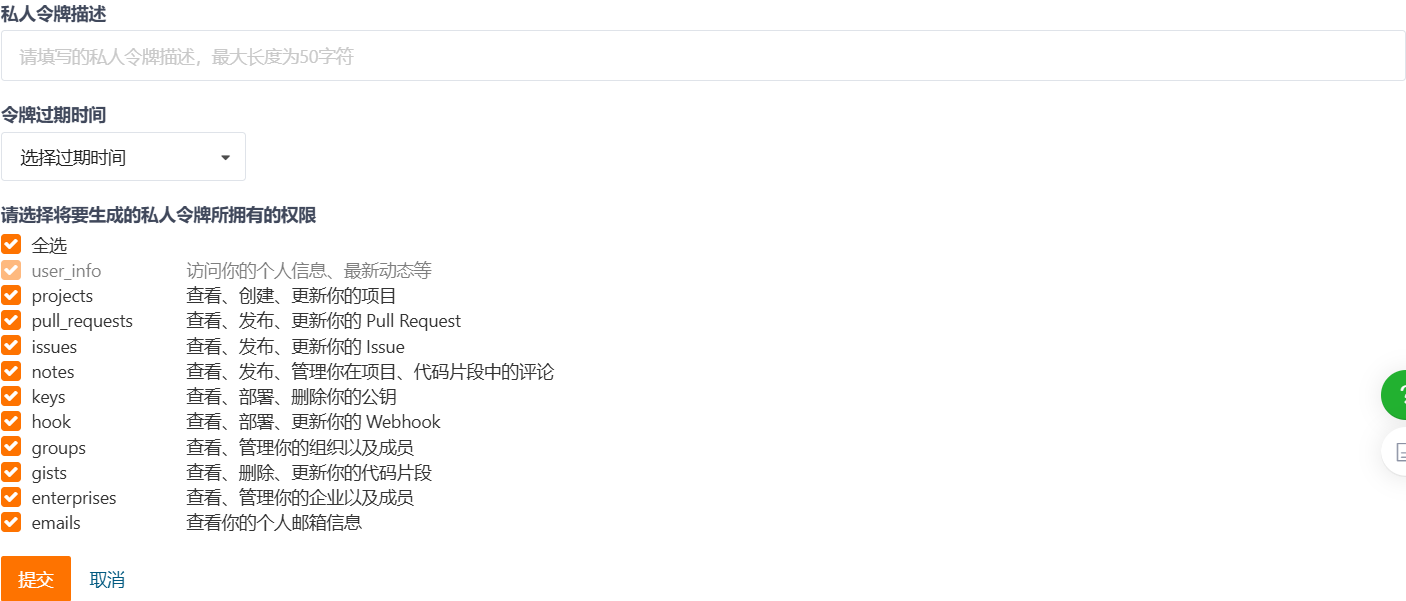 私人令牌描述
请填写的私人令牌描述，最大长度为50字符
令牌过期时间
选择过期时间
请选择将要生成的私人令牌所拥有的权限
全选
user_info 访问你的个人信息、最新动态等
projects 查看、创建、更新你的项目
pull_requests 查看、发布、更新你的 Pull Request
issues 查看、发布、更新你的 Issue
notes 查看、发布、管理你在项目、代码片段中的评论
keys 查看、部署、删除你的公钥
hook 查看、部署、更新你的 Webhook
groups 查看、管理你的组织以及成员
gists 查看、删除、更新你的代码片段
enterprises 查看、管理你的企业以及成员
emails 查看你的个人邮箱信息
提交 取消
?